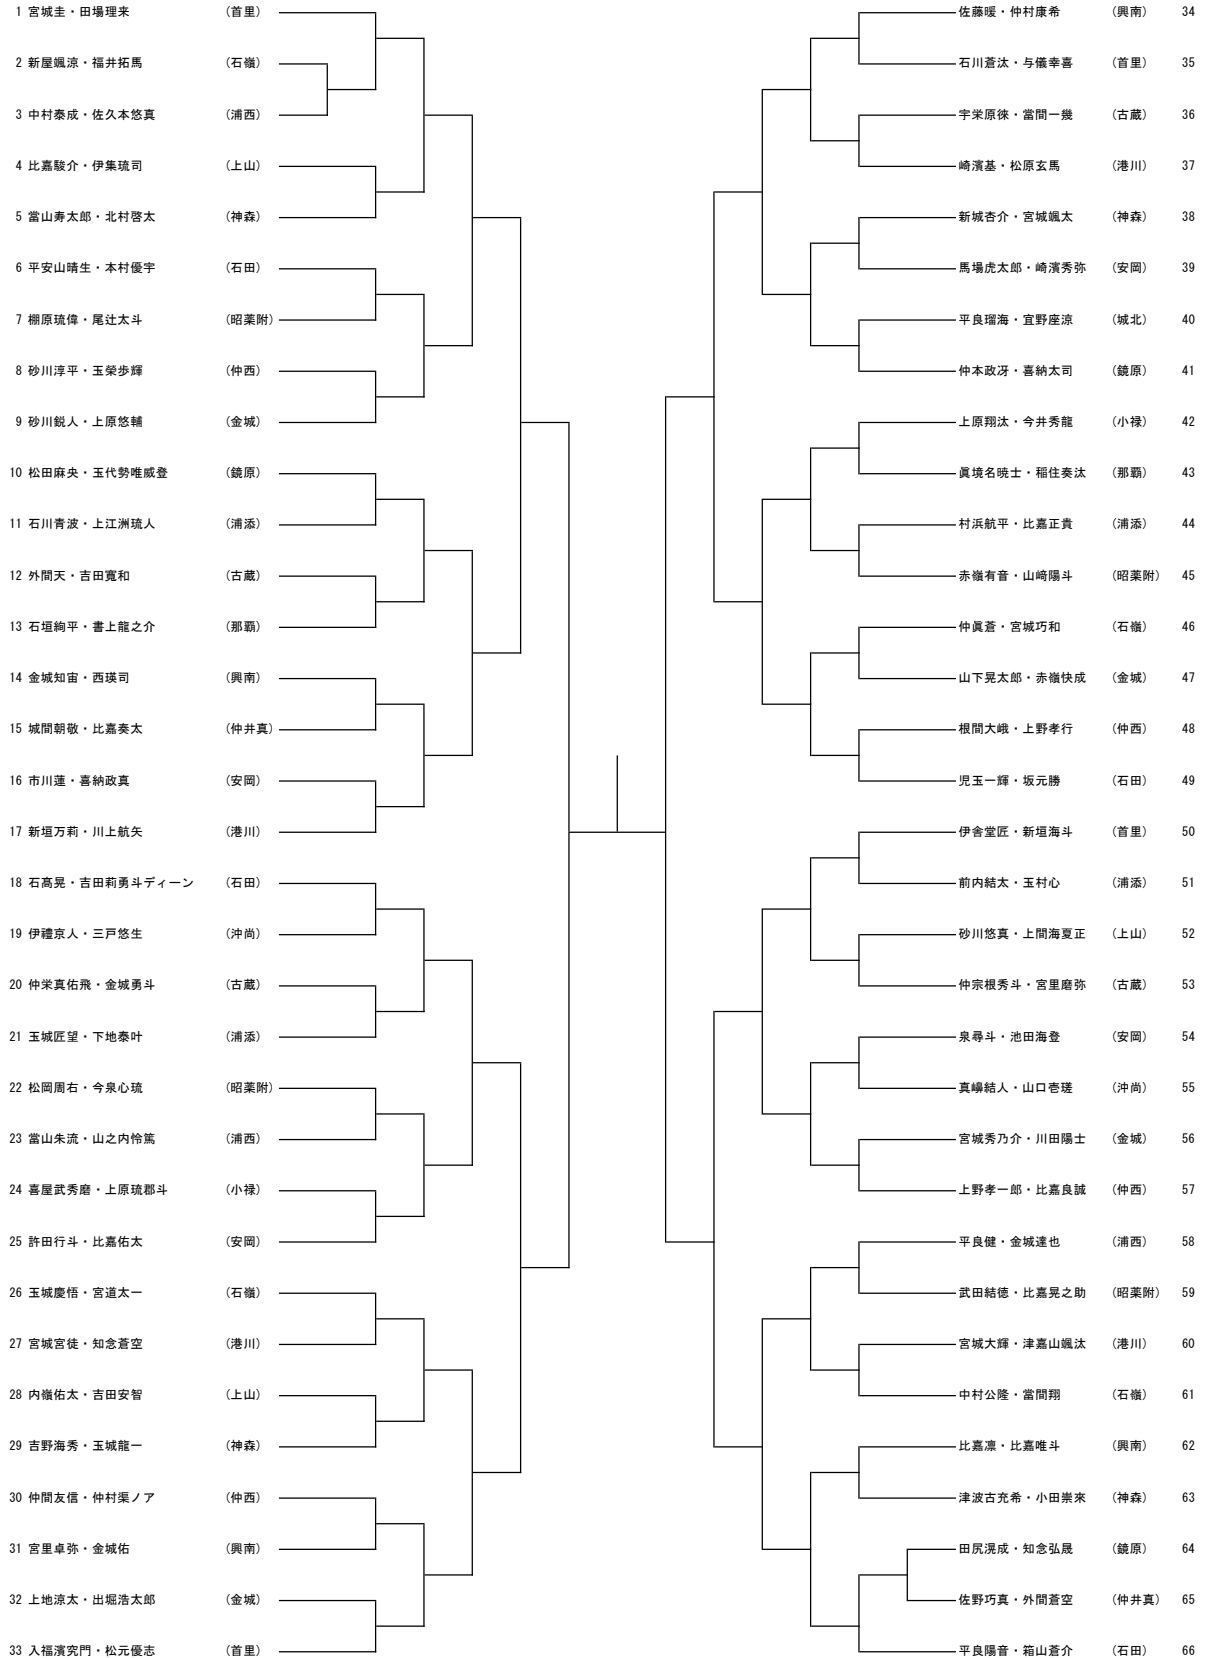 1 宮城圭・田場理来 (首里)
2 新屋颯涼・福井拓馬 (石嶺)
3 中村泰成・佐久本悠真 (浦西)
4 比嘉駿介・伊集琉司 (上山)
5 當山寿太郎・北村啓太 (神森)
6 平安山晴生・本村優宇 (石田)
7 棚原琉偉・尾辻太斗 (昭薬附)
8 砂川淳平・玉榮歩輝 (仲西)
9 砂川鋭人・上原悠輔 (金城)
10 松田麻央・玉代勢唯威登 (鏡原)
11 石川青波・上江洲琉人 (浦添)
12 外間天・吉田寛和 (古蔵)
13 石垣絢平・書上龍之介 (那覇)
14 金城知宙・西瑛司 (興南)
15 城間朝敬・比嘉奏太 (仲井真)
16 市川蓮・喜納政真 (安岡)
17 新垣万莉・川上航矢 (港川)
18 石高晃・吉田莉勇斗ディーン (石田)
19 伊禮京人・三戸悠生 (沖尚)
20 仲栄真佑飛・金城勇斗 (古蔵)
21 玉城匠望・下地泰叶 (浦添)
22 松岡周右・今泉心琉 (昭薬附)
23 當山朱流・山之内怜篤 (浦西)
24 喜屋武秀磨・上原琉郡斗 (小禄)
25 許田行斗・比嘉佑太 (安岡)
26 玉城慶悟・宮道太一 (石嶺)
27 宮城宮徒・知念蒼空 (港川)
28 内嶺佑太・吉田安智 (上山)
29 吉野海秀・玉城龍一 (神森)
30 仲間友信・仲村渠ノア (仲西)
31 宮里卓弥・金城佑 (興南)
32 上地涼太・出堀浩太郎 (金城)
33 入福濱究門・松元優志 (首里)
佐藤暖・仲村康希 (興南) 34
石川蒼汰・与儀幸喜 (首里) 35
宇栄原徠・當間一幾 (古蔵) 36
崎濱基・松原玄馬 (港川) 37
新城杏介・宮城颯太 (神森) 38
馬場虎太郎・崎濱秀弥 (安岡) 39
平良瑠海・宜野座涼 (城北) 40
仲本政冴・喜納太司 (鏡原) 41
上原翔汰・今井秀龍 (小禄) 42
眞境名暁士・稲住奏汰 (那覇) 43
村浜航平・比嘉正貴 (浦添) 44
赤嶺有音・山﨑陽斗 (昭薬附) 45
仲眞蒼・宮城巧和 (石嶺) 46
山下晃太郎・赤嶺快成 (金城) 47
根間大峨・上野孝行 (仲西) 48
児玉一輝・坂元勝 (石田) 49
伊舎堂匠・新垣海斗 (首里) 50
前内結太・玉村心 (浦添) 51
砂川悠真・上間海夏正 (上山) 52
仲宗根秀斗・宮里磨弥 (古蔵) 53
泉尋斗・池田海登 (安岡) 54
真嶋結人・山口壱瑳 (沖尚) 55
宮城秀乃介・川田陽士 (金城) 56
上野孝一郎・比嘉良誠 (仲西) 57
平良健・金城達也 (浦西) 58
武田結徳・比嘉晃之助 (昭薬附) 59
宮城大輝・津嘉山颯汰 (港川) 60
中村公隆・當間翔 (石嶺) 61
比嘉凛・比嘉唯斗 (興南) 62
津波古充希・小田崇來 (神森) 63
田尻滉成・知念弘晟 (鏡原) 64
佐野巧真・外間蒼空 (仲井真) 65
平良陽音・箱山蒼介 (石田) 66